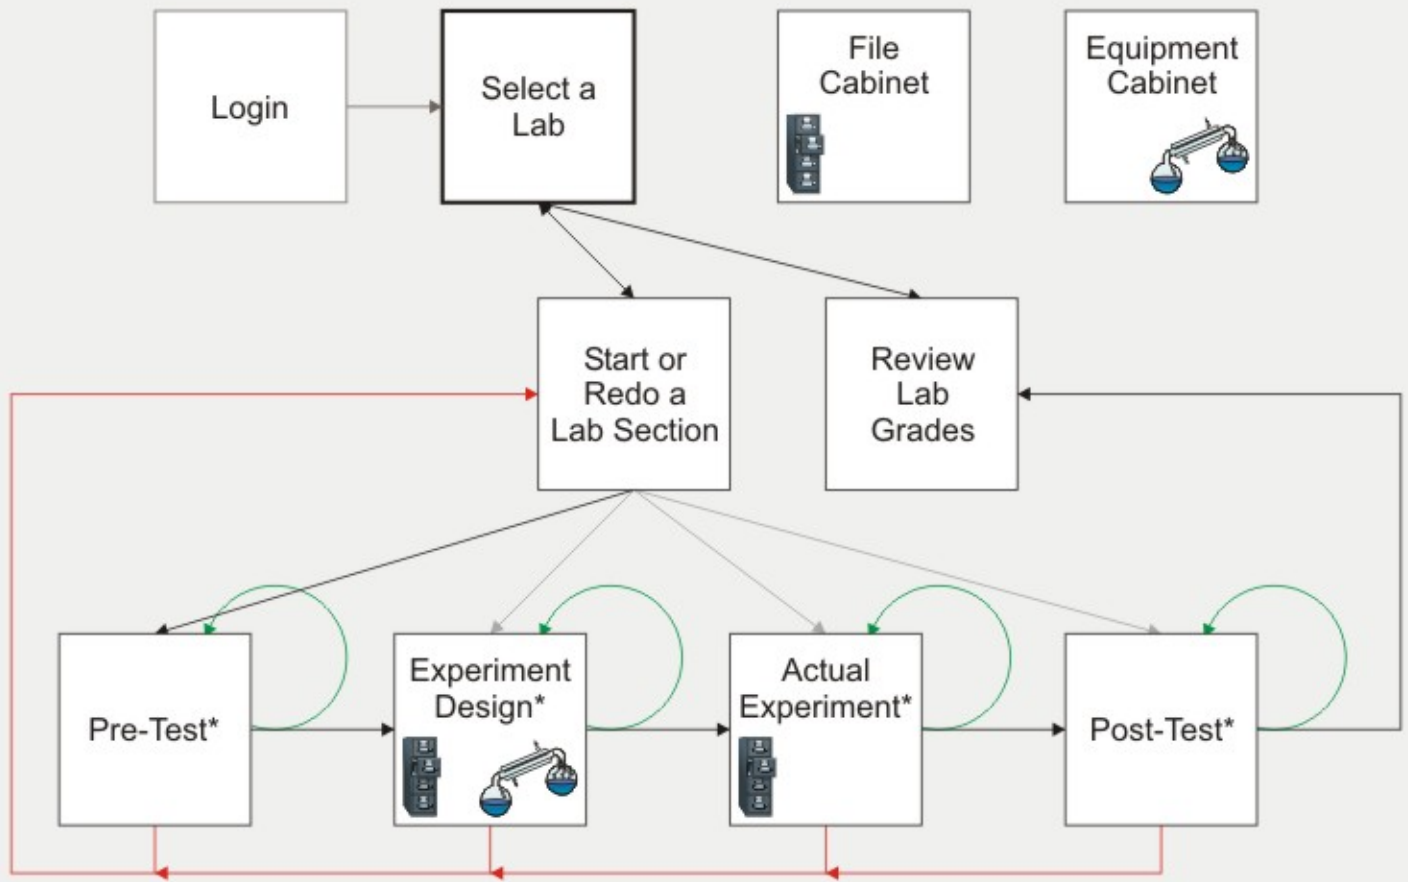 Login
Select a
Lab
File
Cabinet
Equipment
Cabinet
Start or
Redo a
Lab Section
Review
Lab
Grades
Pre-Test*
Experiment
Design*
Actual
Experiment*
Post-Test*